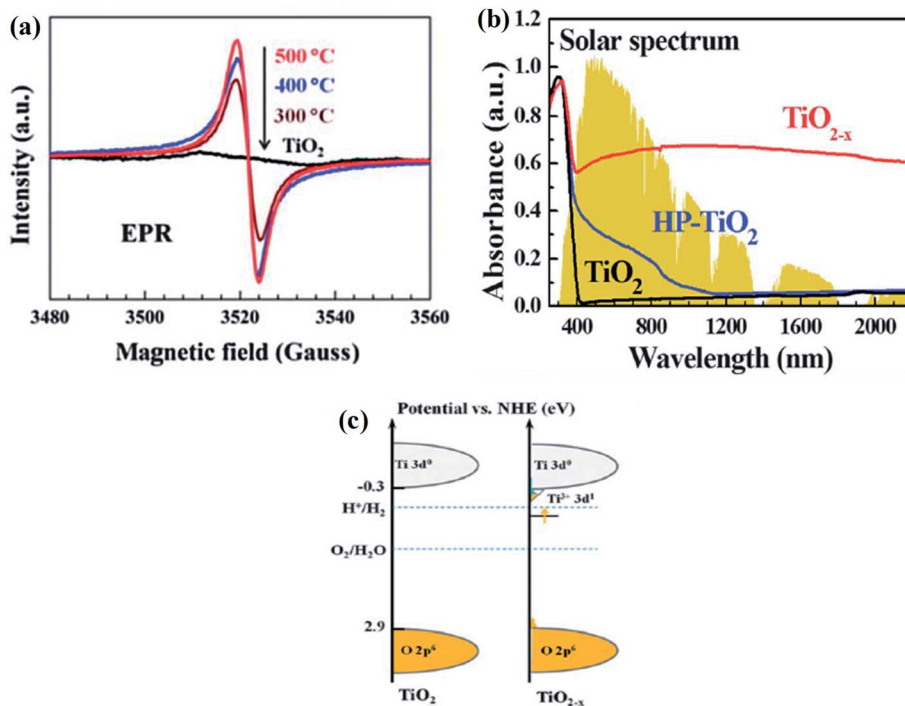 (a)
500 °C
400 °C
300 °C
TiO₂
EPR
Intensity (a.u.)
3480 3500 3520 3540 3560
Magnetic field (Gauss)
(b)
Solar spectrum
1.2
1.0
0.8
0.6
0.4
0.2
0.0
Absorbance (a.u.)
TiO₂₋ₓ
HP-TiO₂
TiO₂
400 800 1200 1600 2000
Wavelength (nm)
(c)
Potential vs. NHE (eV)
Ti 3d⁰ Ti 3d⁰
-0.3
Ti³⁺ 3d¹
H⁺/H₂
O₂/H₂O
2.9
O 2p⁶ O 2p⁶
TiO₂ TiO₂₋ₓ